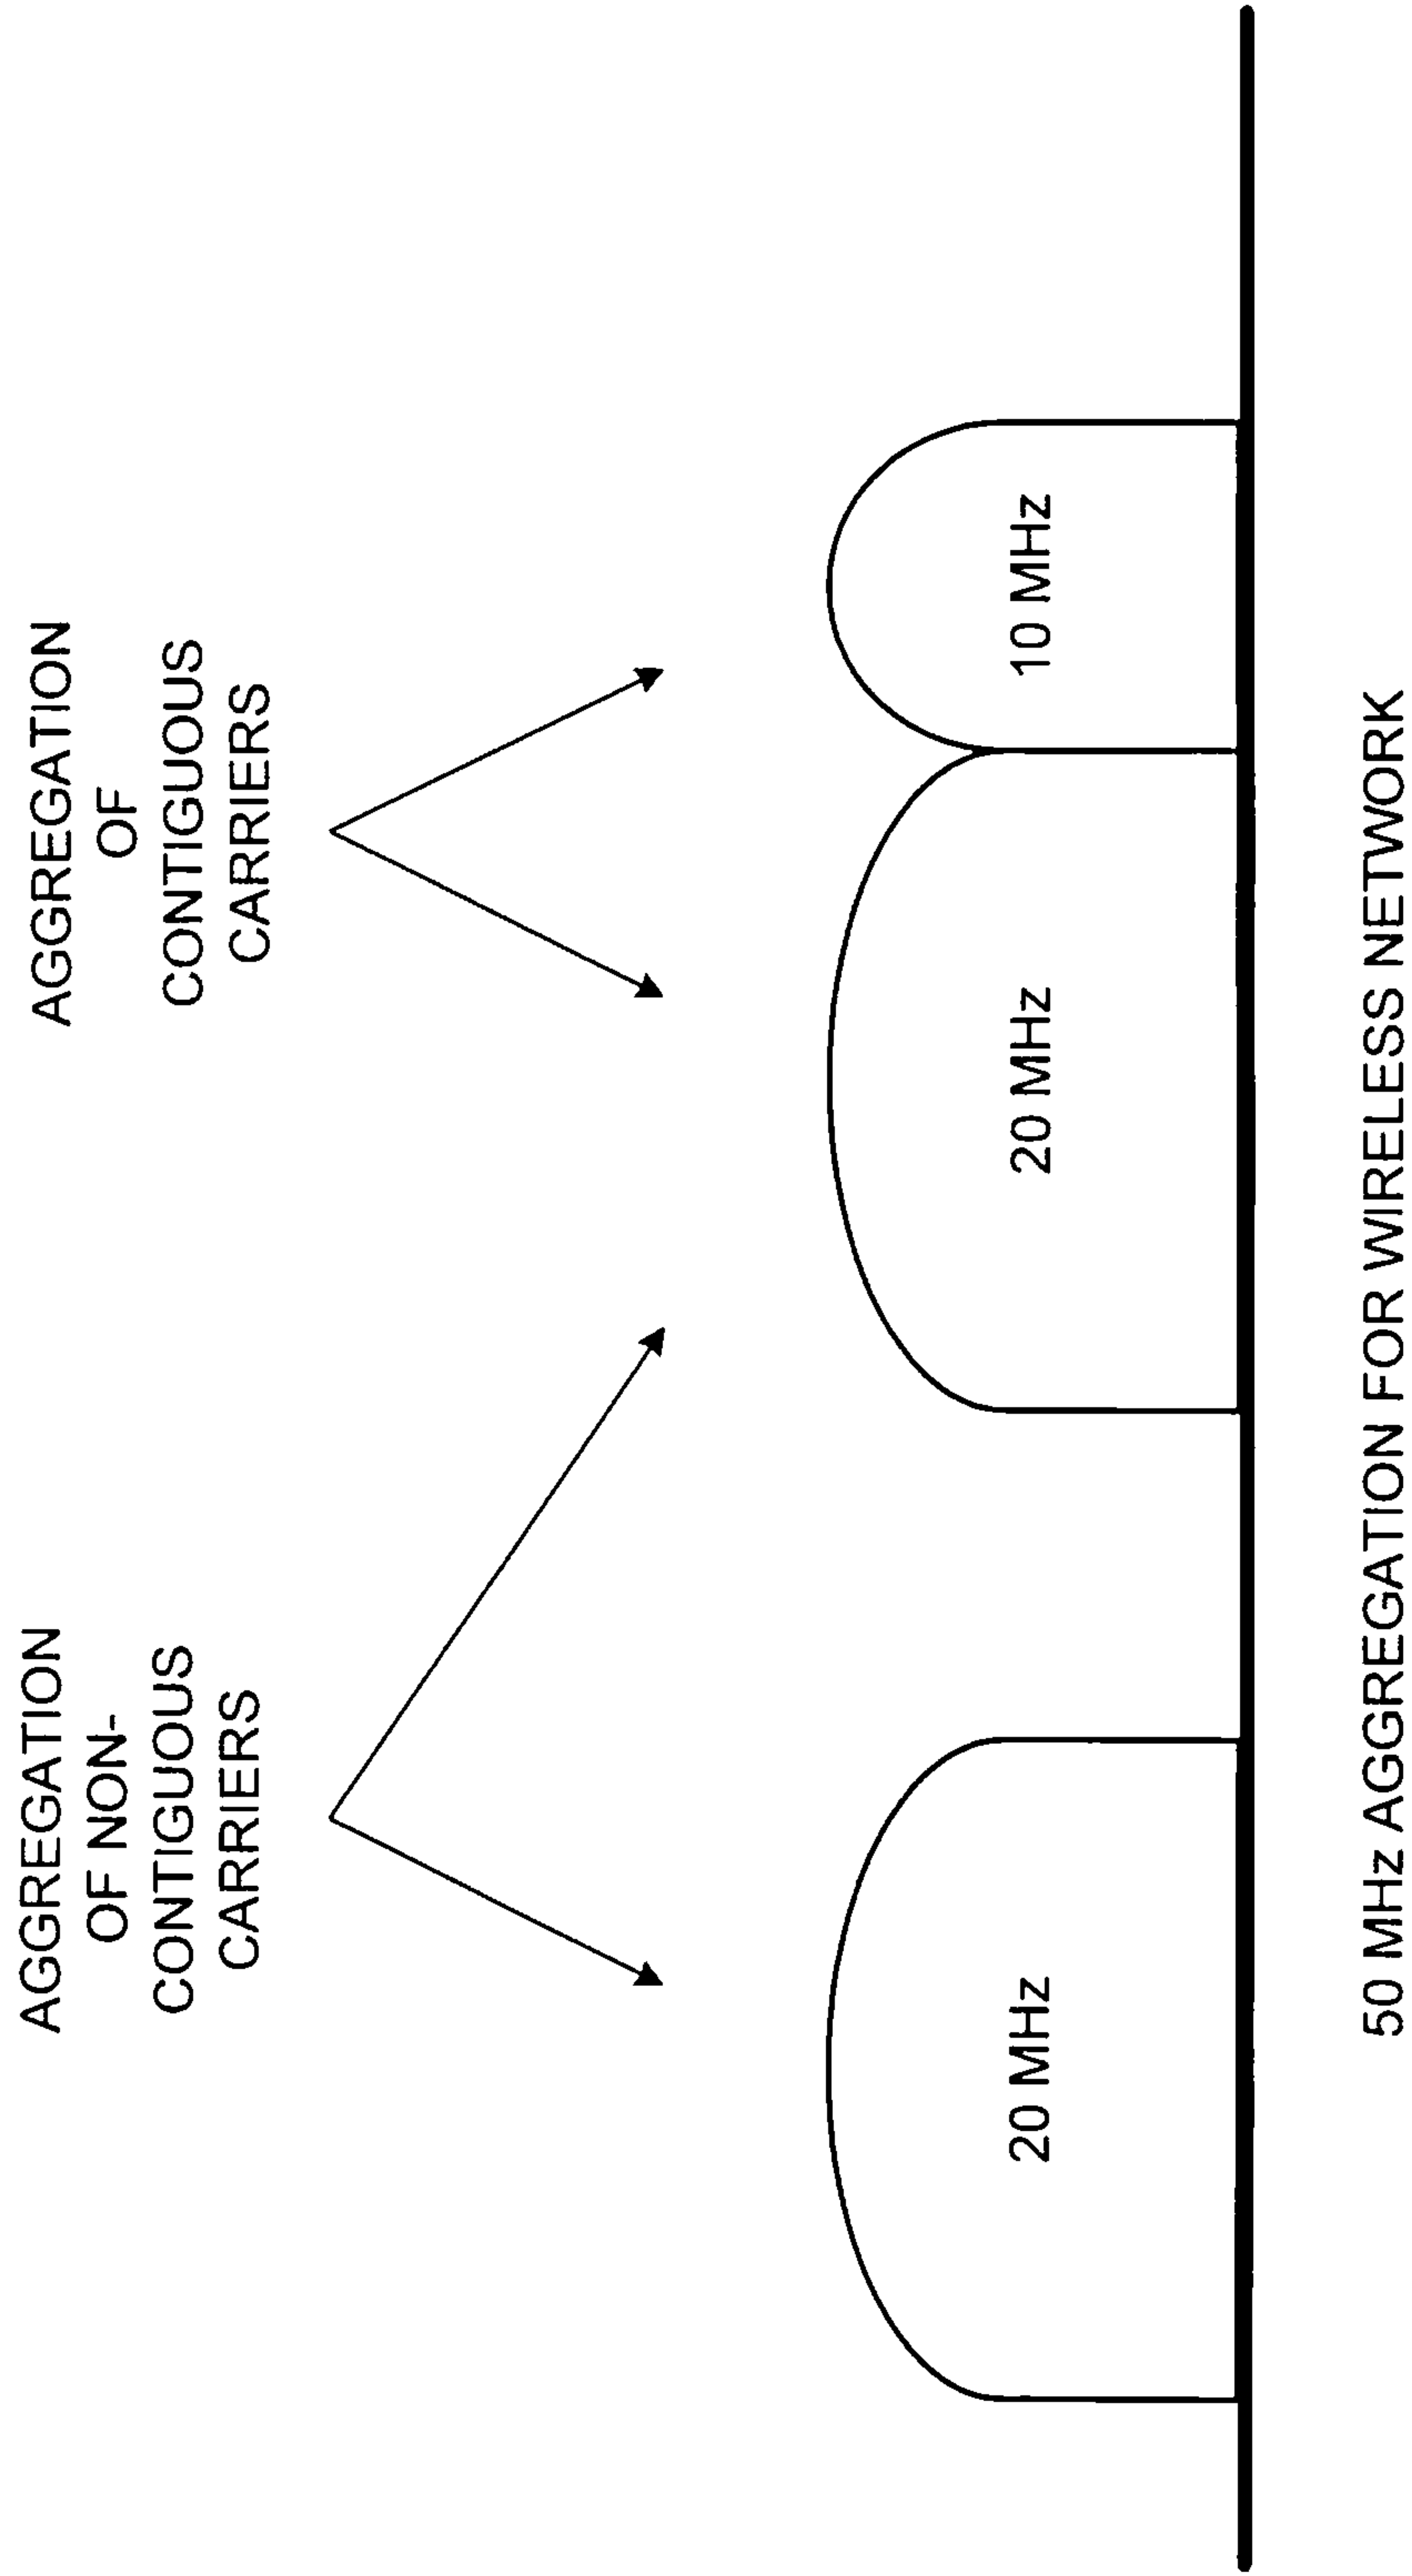 AGGREGATION
OF NON-
CONTIGUOUS
CARRIERS
AGGREGATION
OF
CONTIGUOUS
CARRIERS
20 MHz
20 MHz
10 MHz
50 MHz AGGREGATION FOR WIRELESS NETWORK